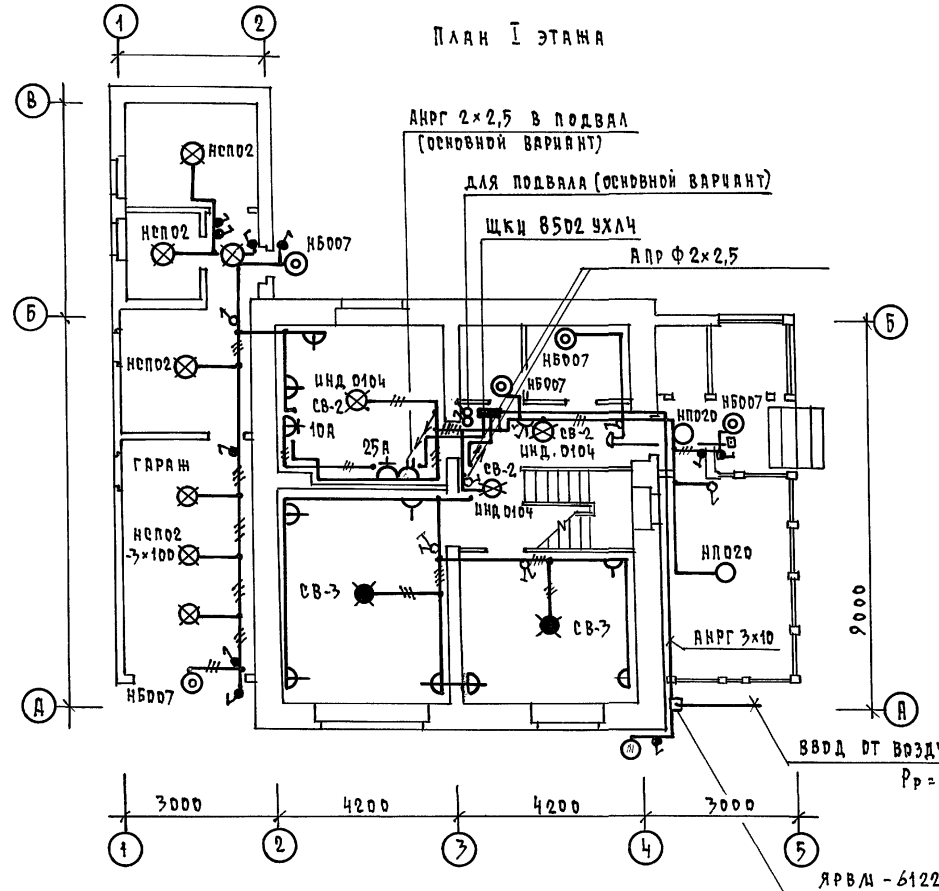 1
2
ПЛАН I ЭТАЖА
В
АНРГ 2×2,5 В ПОДВАЛ
(ОСНОВНОЙ ВАРИАНТ)
НСП02
ДЛЯ ПОДВАЛА (ОСНОВНОЙ ВАРИАНТ)
ЩКИ 8502 УХЛ4
НСП02
НБ007
АПРФ 2×2,5
Б
Б
НБ007
НБ007
НСП02
ИНД 0104
СВ-2
НП020
НБ007
10А
СВ-2
ИНД. 0104
25А
ГАРАЖ
СВ-2
ИНД 0104
НСП02
-3×100
НП020
СВ-3
СВ-3
9000
АНРГ 3×10
НБ007
Д
А
ВВОД ОТ
Рр=
3000
4200
4200
3000
1
2
3
4
5
ЯРВМ-6122